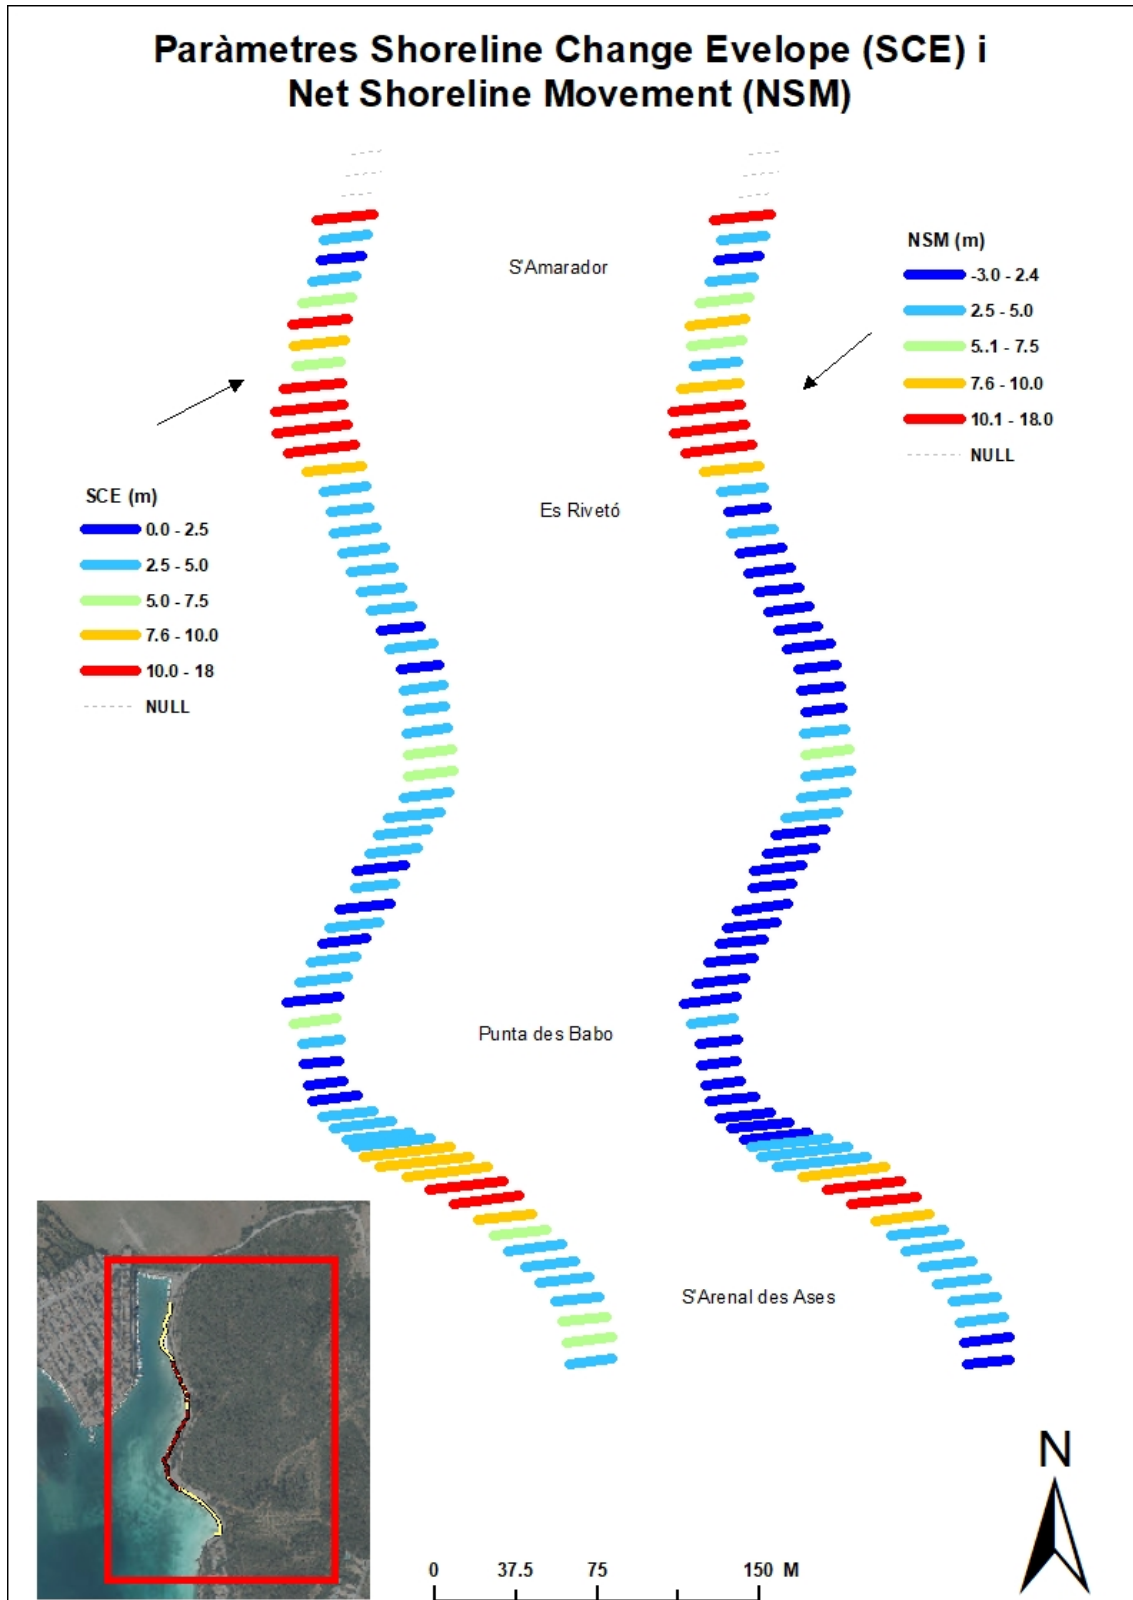 Paràmetres Shoreline Change Evelope (SCE) i
Net Shoreline Movement (NSM)
S'Amarador
NSM (m)
-3.0 - 2.4
2.5 - 5.0
5..1 - 7.5
7.6 - 10.0
10.1 - 18.0
NULL
Es Rivetó
SCE (m)
0.0 - 2.5
2.5 - 5.0
5.0 - 7.5
7.6 - 10.0
10.0 - 18
NULL
Punta des Babo
S'Arenal des Ases
N
0 37.5 75 150 M